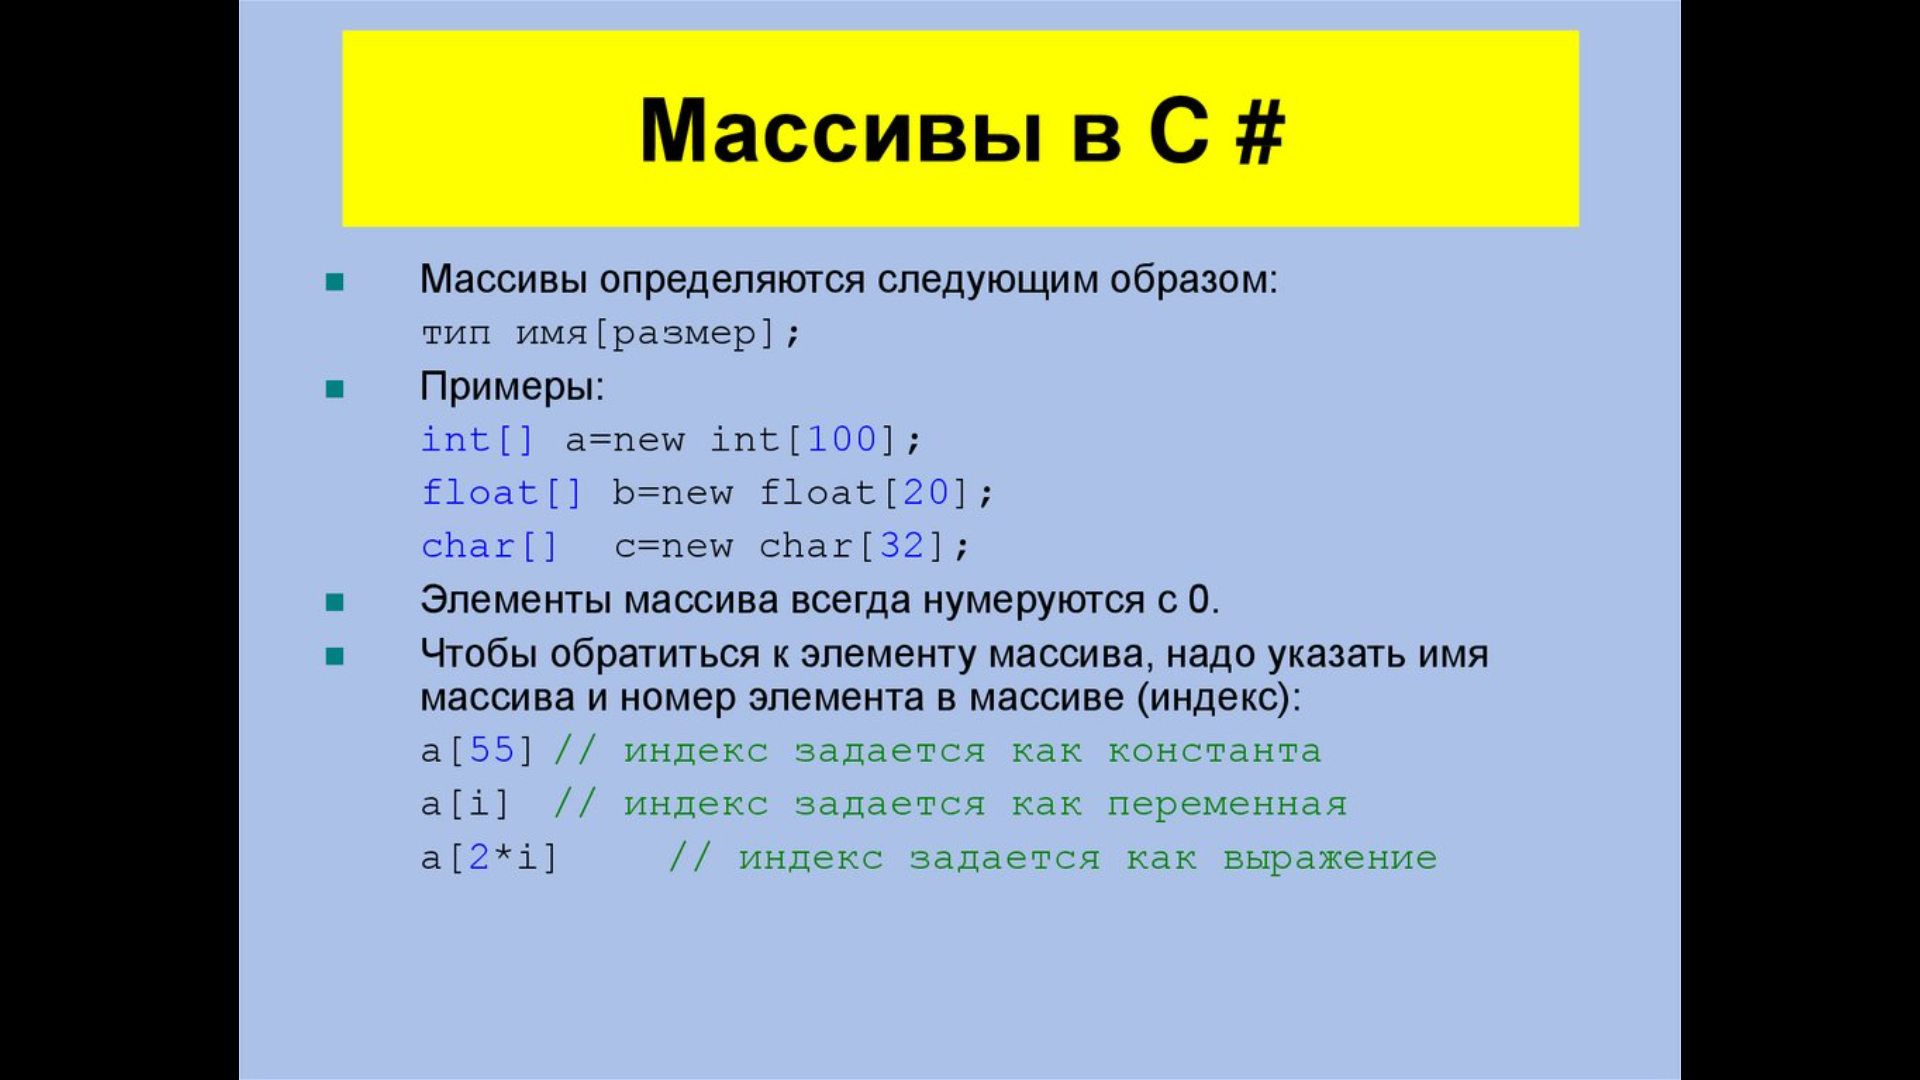 Массивы в C #
Массивы определяются следующим образом:
тип имя[размер];
Примеры:
int[] a=new int[100];
float[] b=new float[20];
char[] c=new char[32];
Элементы массива всегда нумеруются с 0.
Чтобы обратиться к элементу массива, надо указать имя
массива и номер элемента в массиве (индекс):
a[55] // индекс задается как константа
a[i] // индекс задается как переменная
a[2*i] // индекс задается как выражение